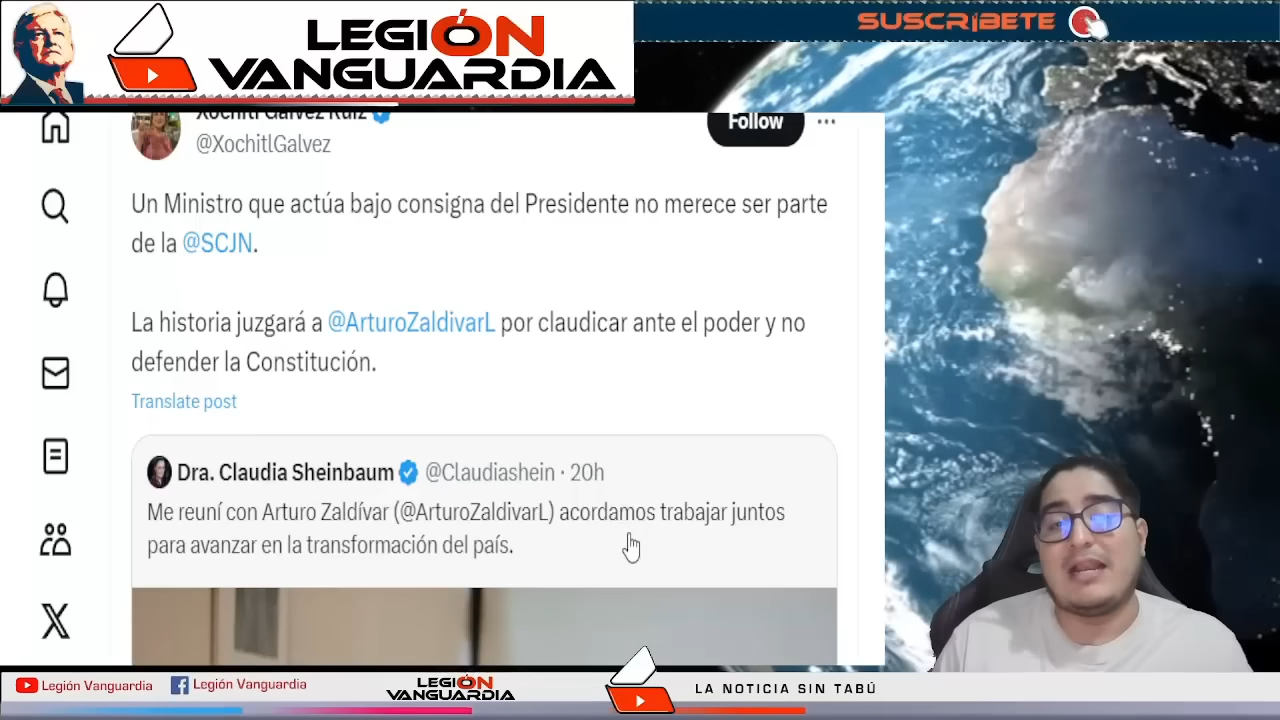 LEGIÓN
VANGUARDIA
SUSCRÍBETE
Xóchitl Gálvez Ruiz
@XochitlGalvez
Follow
Un Ministro que actúa bajo consigna del Presidente no merece ser parte
de la @SCJN.
La historia juzgará a @ArturoZaldivarL por claudicar ante el poder y no
defender la Constitución.
Translate post
Dra. Claudia Sheinbaum @Claudiashein · 20h
Me reuní con Arturo Zaldívar (@ArturoZaldivarL) acordamos trabajar juntos
para avanzar en la transformación del país.
Legión Vanguardia
Legión Vanguardia
LEGIÓN
VANGUARDIA
LA NOTICIA SIN TABÚ